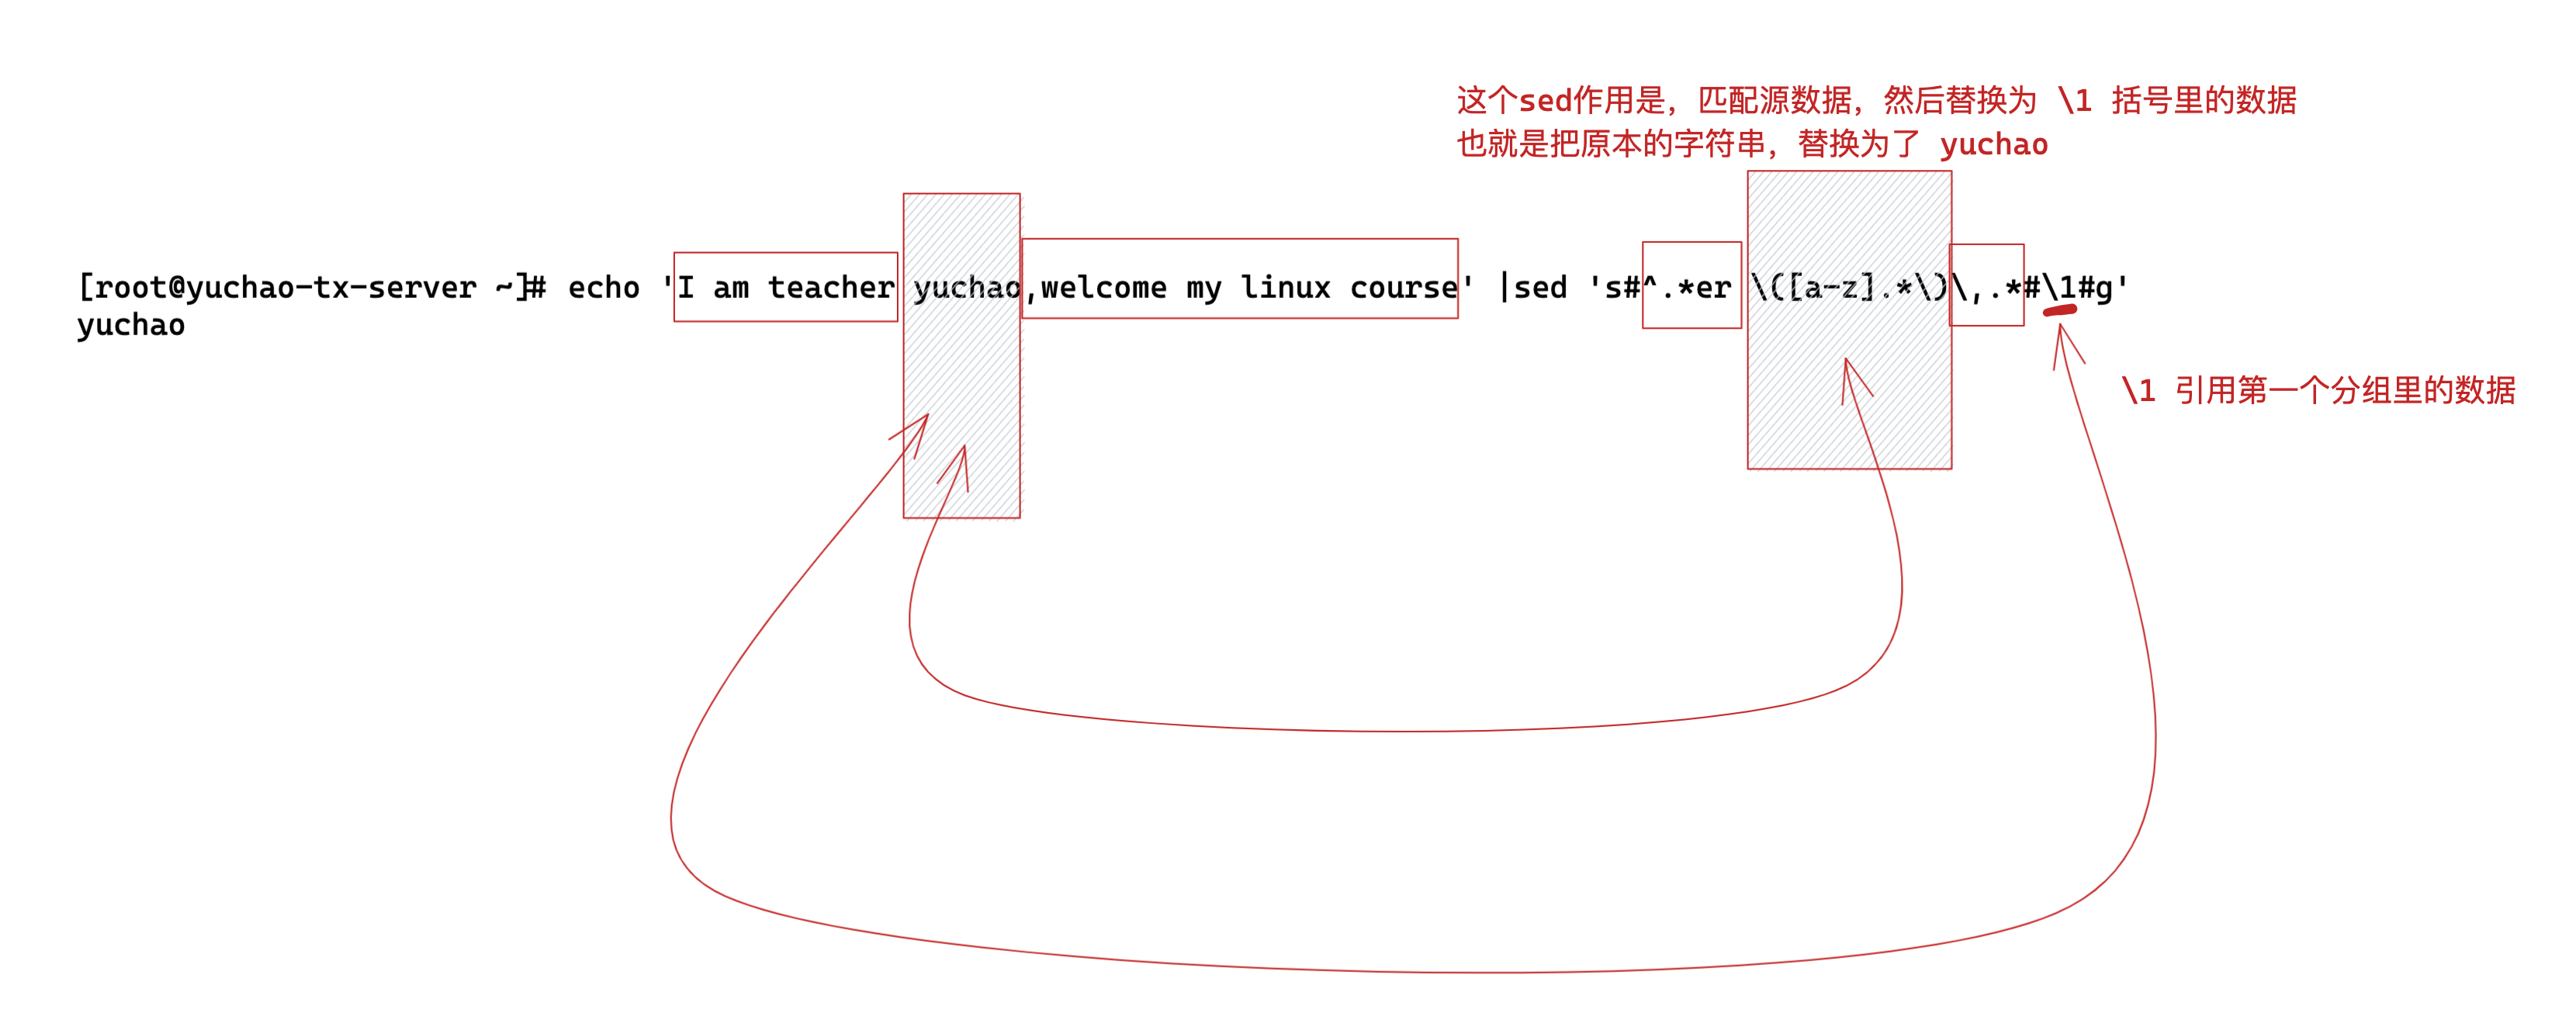 这个sed作用是，匹配源数据，然后替换为 \1 括号里的数据
也就是把原本的字符串，替换为了 yuchao
[root@yuchao-tx-server ~]# echo 'I am teacher yuchao,welcome my linux course' |sed 's#^.*er \([a-z].*\)\,.*#\1#g'
yuchao
\1 引用第一个分组里的数据